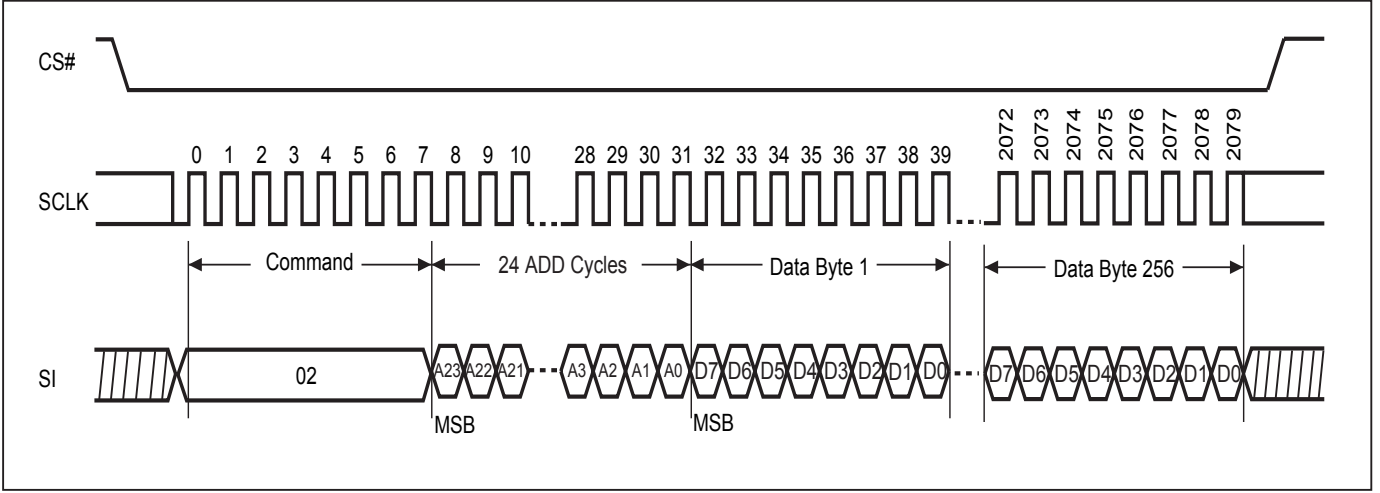 CS#
2072 2073 2074 2075 2076 2077 2078 2079
0 1 2 3 4 5 6 7 8 9 10 28 29 30 31 32 33 34 35 36 37 38 39
SCLK
Command 24 ADD Cycles Data Byte 1 Data Byte 256
SI 02 A23 A22 A21 A3 A2 A1 A0 D7 D6 D5 D4 D3 D2 D1 D0 D7 D6 D5 D4 D3 D2 D1 D0
MSB MSB